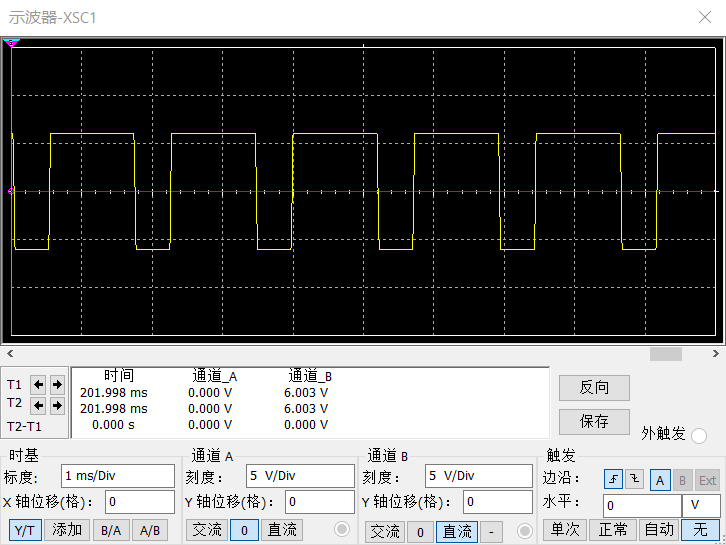 示波器-XSC1
时间 通道_A 通道_B
T1 201.998 ms 0.000 V 6.003 V
T2 201.998 ms 0.000 V 6.003 V
T2-T1 0.000 s 0.000 V 0.000 V
反向
保存
外触发
时基 通道 A 通道 B 触发
标度: 1 ms/Div 刻度: 5 V/Div 刻度: 5 V/Div 边沿: A B Ext
X 轴位移(格): 0 Y 轴位移(格): 0 Y 轴位移(格): 0 水平: 0 V
Y/T 添加 B/A A/B 交流 0 直流 交流 0 直流 - 单次 正常 自动 无